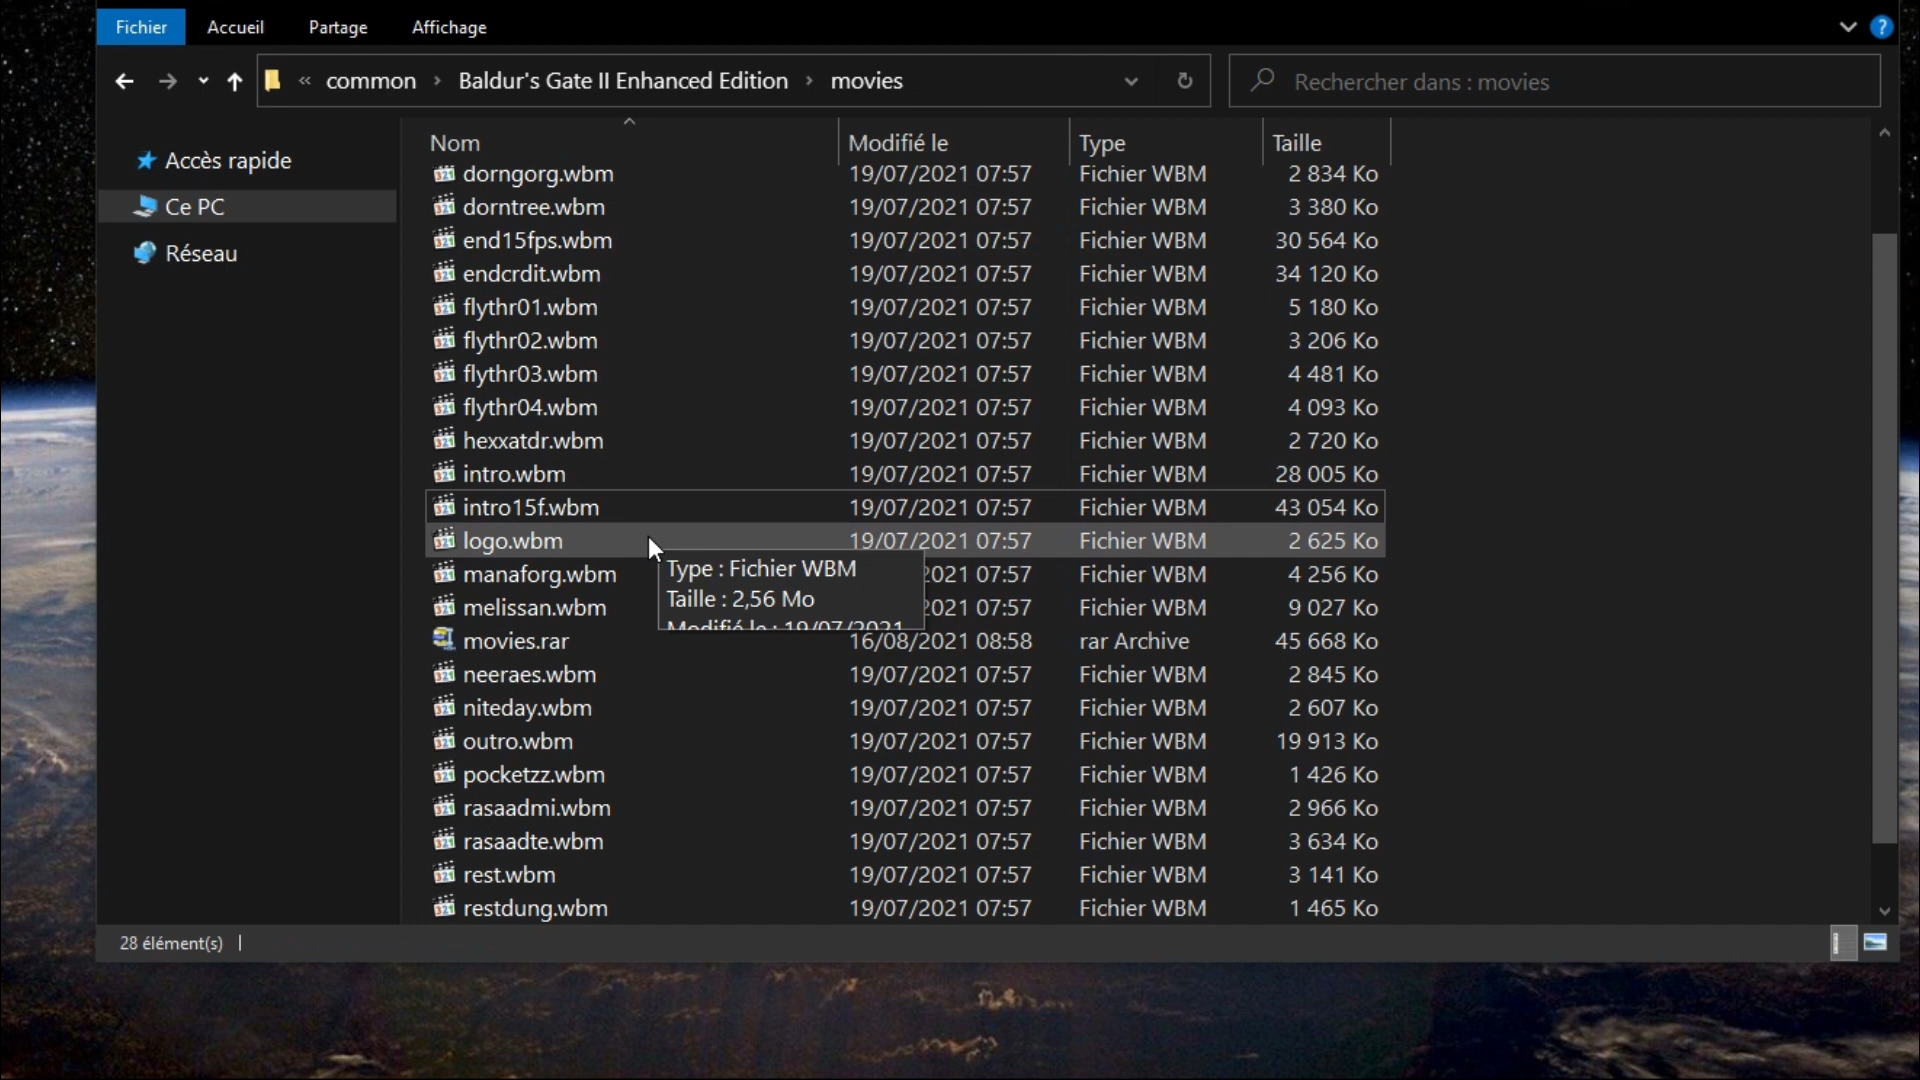 Fichier Accueil Partage Affichage ?
« common › Baldur's Gate II Enhanced Edition › movies Rechercher dans : movies
Accès rapide
Ce PC
Réseau
Nom Modifié le Type Taille
dorngorg.wbm 19/07/2021 07:57 Fichier WBM 2 834 Ko
dorntree.wbm 19/07/2021 07:57 Fichier WBM 3 380 Ko
end15fps.wbm 19/07/2021 07:57 Fichier WBM 30 564 Ko
endcrdit.wbm 19/07/2021 07:57 Fichier WBM 34 120 Ko
flythr01.wbm 19/07/2021 07:57 Fichier WBM 5 180 Ko
flythr02.wbm 19/07/2021 07:57 Fichier WBM 3 206 Ko
flythr03.wbm 19/07/2021 07:57 Fichier WBM 4 481 Ko
flythr04.wbm 19/07/2021 07:57 Fichier WBM 4 093 Ko
hexxatdr.wbm 19/07/2021 07:57 Fichier WBM 2 720 Ko
intro.wbm 19/07/2021 07:57 Fichier WBM 28 005 Ko
intro15f.wbm 19/07/2021 07:57 Fichier WBM 43 054 Ko
logo.wbm 19/07/2021 07:57 Fichier WBM 2 625 Ko
Type : Fichier WBM
Taille : 2,56 Mo
Modifié le : 19/07/2021
manaforg.wbm 021 07:57 Fichier WBM 4 256 Ko
melissan.wbm 021 07:57 Fichier WBM 9 027 Ko
movies.rar 16/08/2021 08:58 rar Archive 45 668 Ko
neeraes.wbm 19/07/2021 07:57 Fichier WBM 2 845 Ko
niteday.wbm 19/07/2021 07:57 Fichier WBM 2 607 Ko
outro.wbm 19/07/2021 07:57 Fichier WBM 19 913 Ko
pocketzz.wbm 19/07/2021 07:57 Fichier WBM 1 426 Ko
rasaadmi.wbm 19/07/2021 07:57 Fichier WBM 2 966 Ko
rasaadte.wbm 19/07/2021 07:57 Fichier WBM 3 634 Ko
rest.wbm 19/07/2021 07:57 Fichier WBM 3 141 Ko
restdung.wbm 19/07/2021 07:57 Fichier WBM 1 465 Ko
28 élément(s)